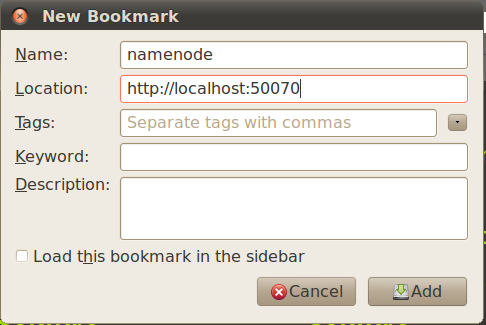 New Bookmark
Name: namenode
Location: http://localhost:50070
Tags: Separate tags with commas
Keyword:
Description:
Load this bookmark in the sidebar
Cancel Add